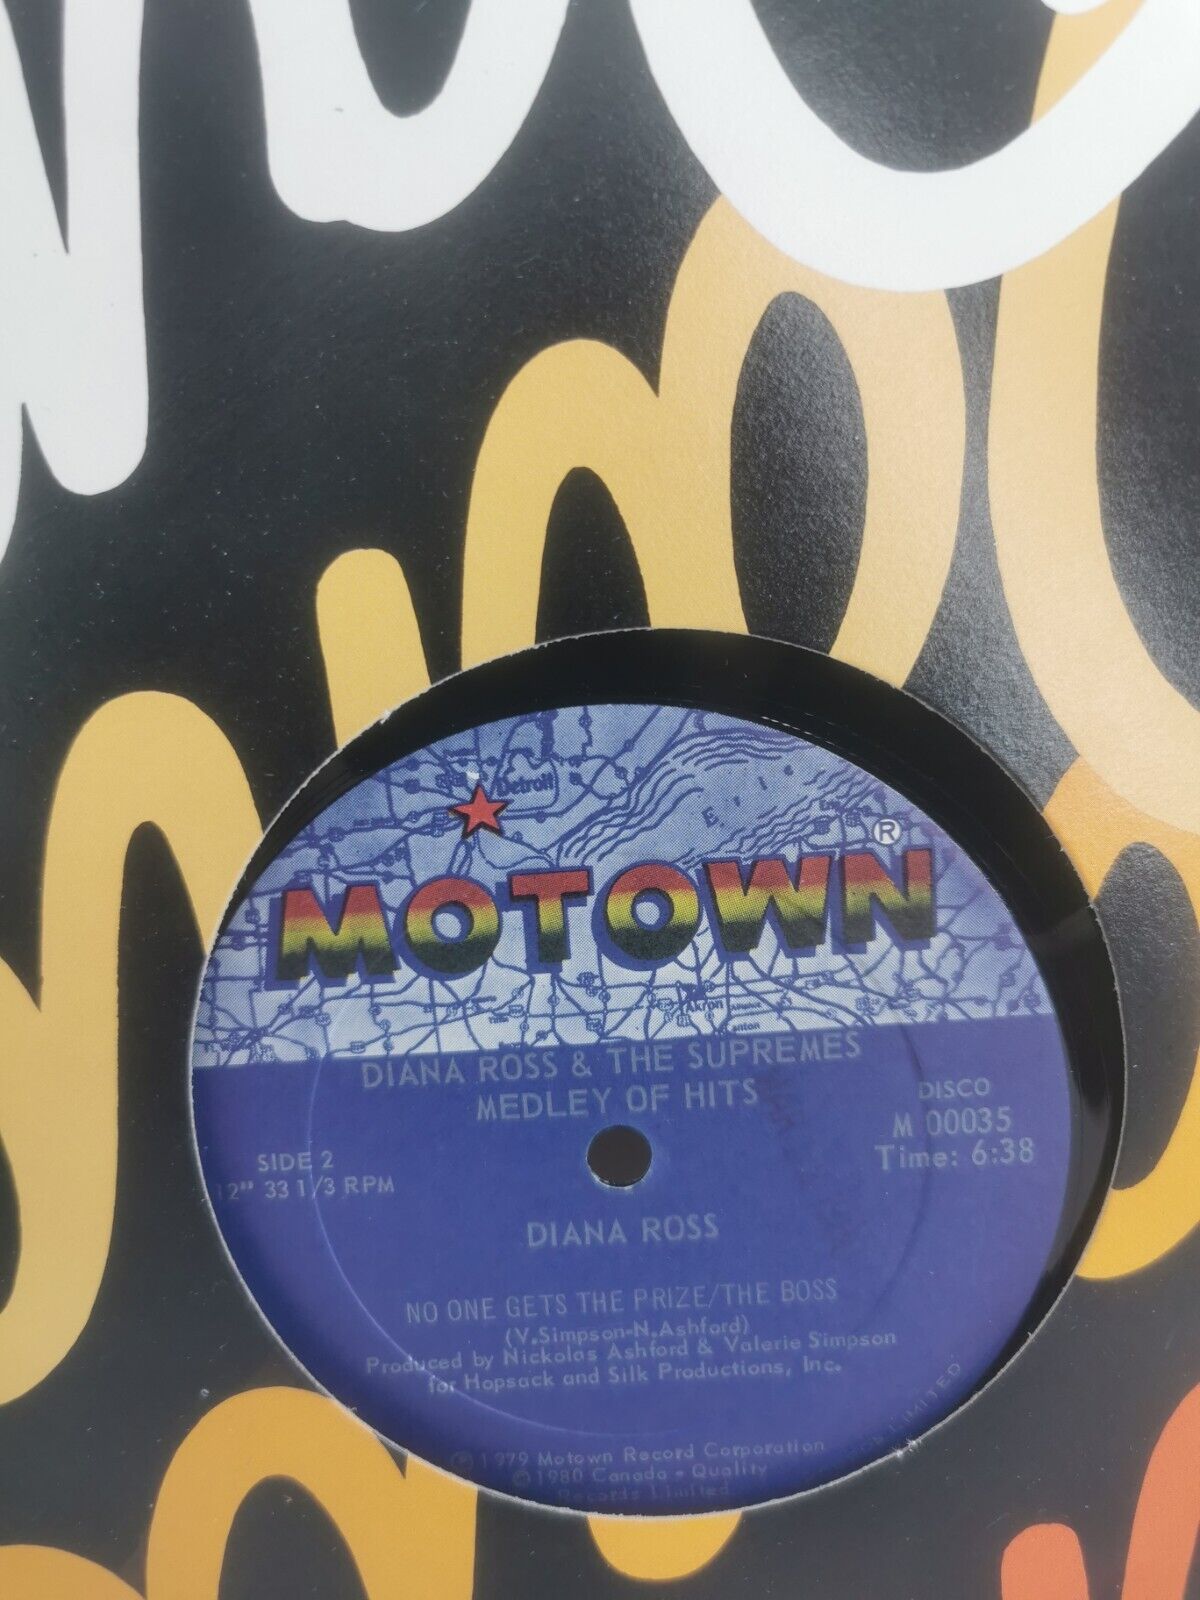 Detroit
E r i e
®
MOTOWN
Akron
DIANA ROSS & THE SUPREMES
MEDLEY OF HITS
DISCO
M 00035
Time: 6:38
SIDE 2
12" 33 1/3 RPM
DIANA ROSS
NO ONE GETS THE PRIZE/THE BOSS
(V.Simpson-N.Ashford)
Produced by Nickolas Ashford & Valerie Simpson
for Hopsack and Silk Productions, Inc.
Ⓟ 1979 Motown Record Corporation
© 1980 Canada - Quality
Records Limited
LIMITED